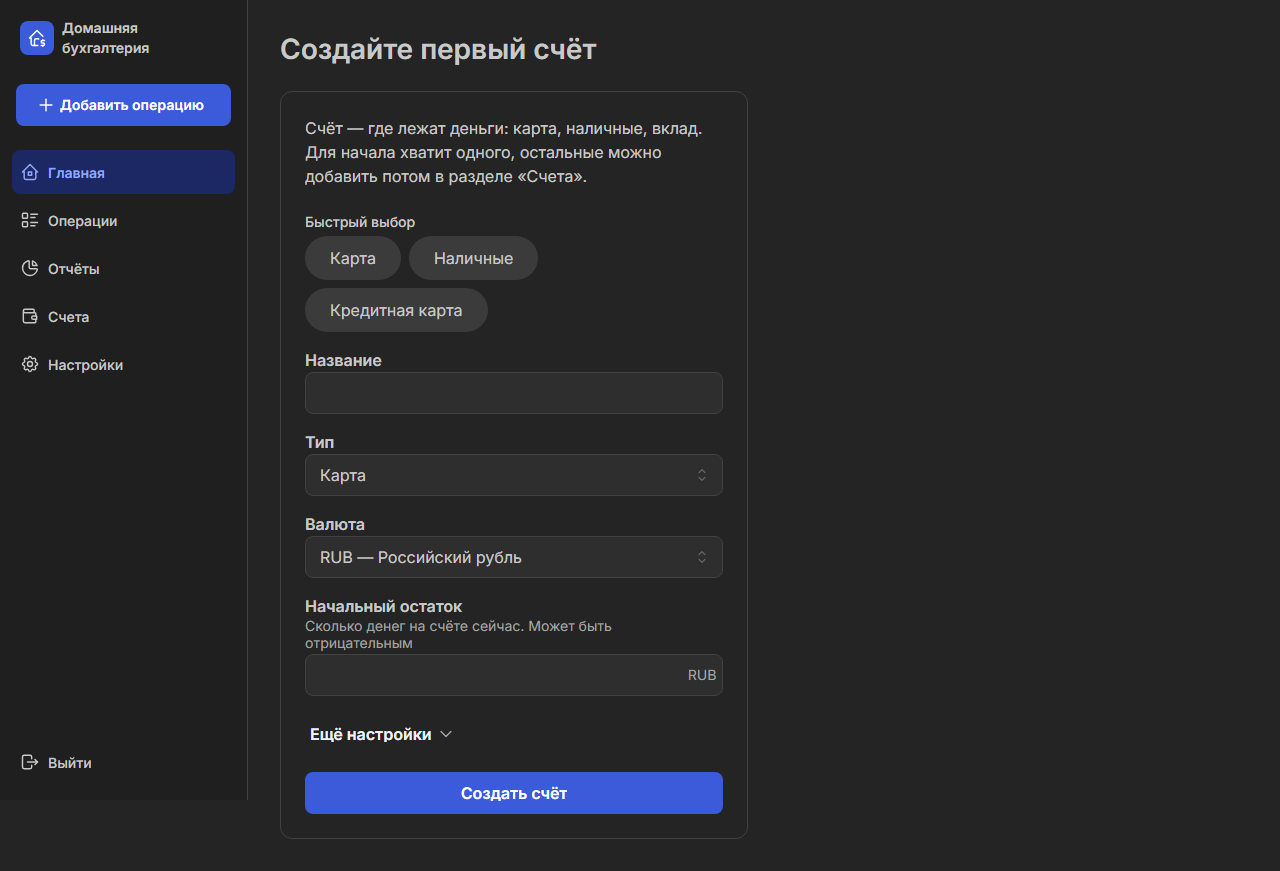 Домашняя
бухгалтерия
Добавить операцию
Главная
Операции
Отчёты
Счета
Настройки
Выйти
Создайте первый счёт
Счёт — где лежат деньги: карта, наличные, вклад.
Для начала хватит одного, остальные можно
добавить потом в разделе «Счета».
Быстрый выбор
Карта
Наличные
Кредитная карта
Название
Тип
Карта
Валюта
RUB — Российский рубль
Начальный остаток
Сколько денег на счёте сейчас. Может быть
отрицательным
RUB
Ещё настройки
Создать счёт